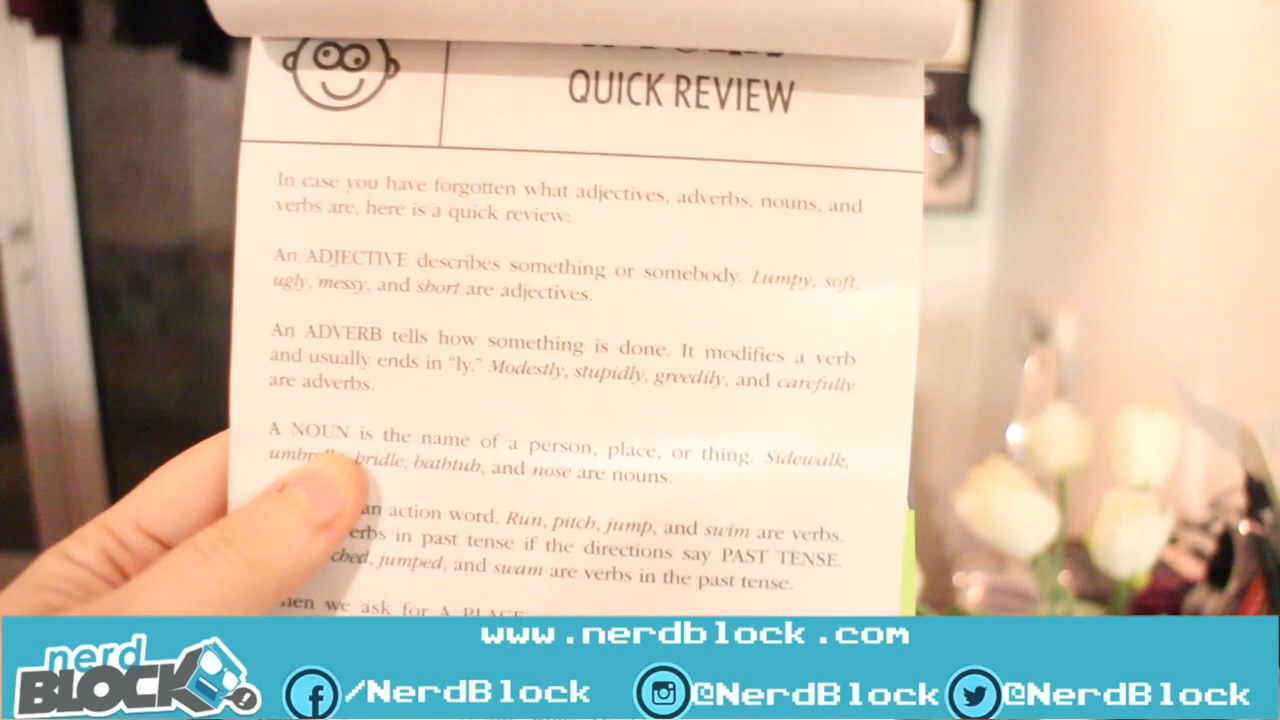 QUICK REVIEW
In case you have forgotten what adjectives, adverbs, nouns, and
verbs are, here is a quick review:
An ADJECTIVE describes something or somebody. Lumpy, soft,
ugly, messy, and short are adjectives.
An ADVERB tells how something is done. It modifies a verb
and usually ends in "ly." Modestly, stupidly, greedily, and carefully
are adverbs.
A NOUN is the name of a person, place, or thing. Sidewalk,
bridle, bathtub, and nose are nouns.
an action word. Run, pitch, jump, and swim are verbs.
in past tense if the directions say PAST TENSE.
jumped, and swam are verbs in the past tense.
we ask for A PLACE
www.nerdblock.com
nerd
BLOCK
/NerdBlock
@NerdBlock
@NerdBlock